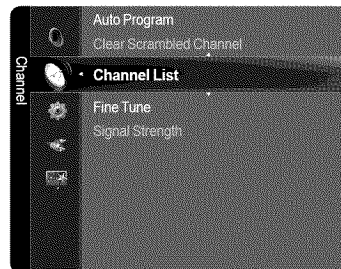 Channel
Auto Program
Clear Scrambled Channel
Channel List
Fine Tune
Signal Strength